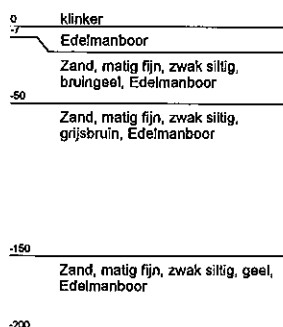 0 klinker
-7
Edelmanboor
Zand, matig fijn, zwak siltig,
bruingeel, Edelmanboor
-50
Zand, matig fijn, zwak siltig,
grijsbruin, Edelmanboor
-150
Zand, matig fijn, zwak siltig, geel,
Edelmanboor
-200